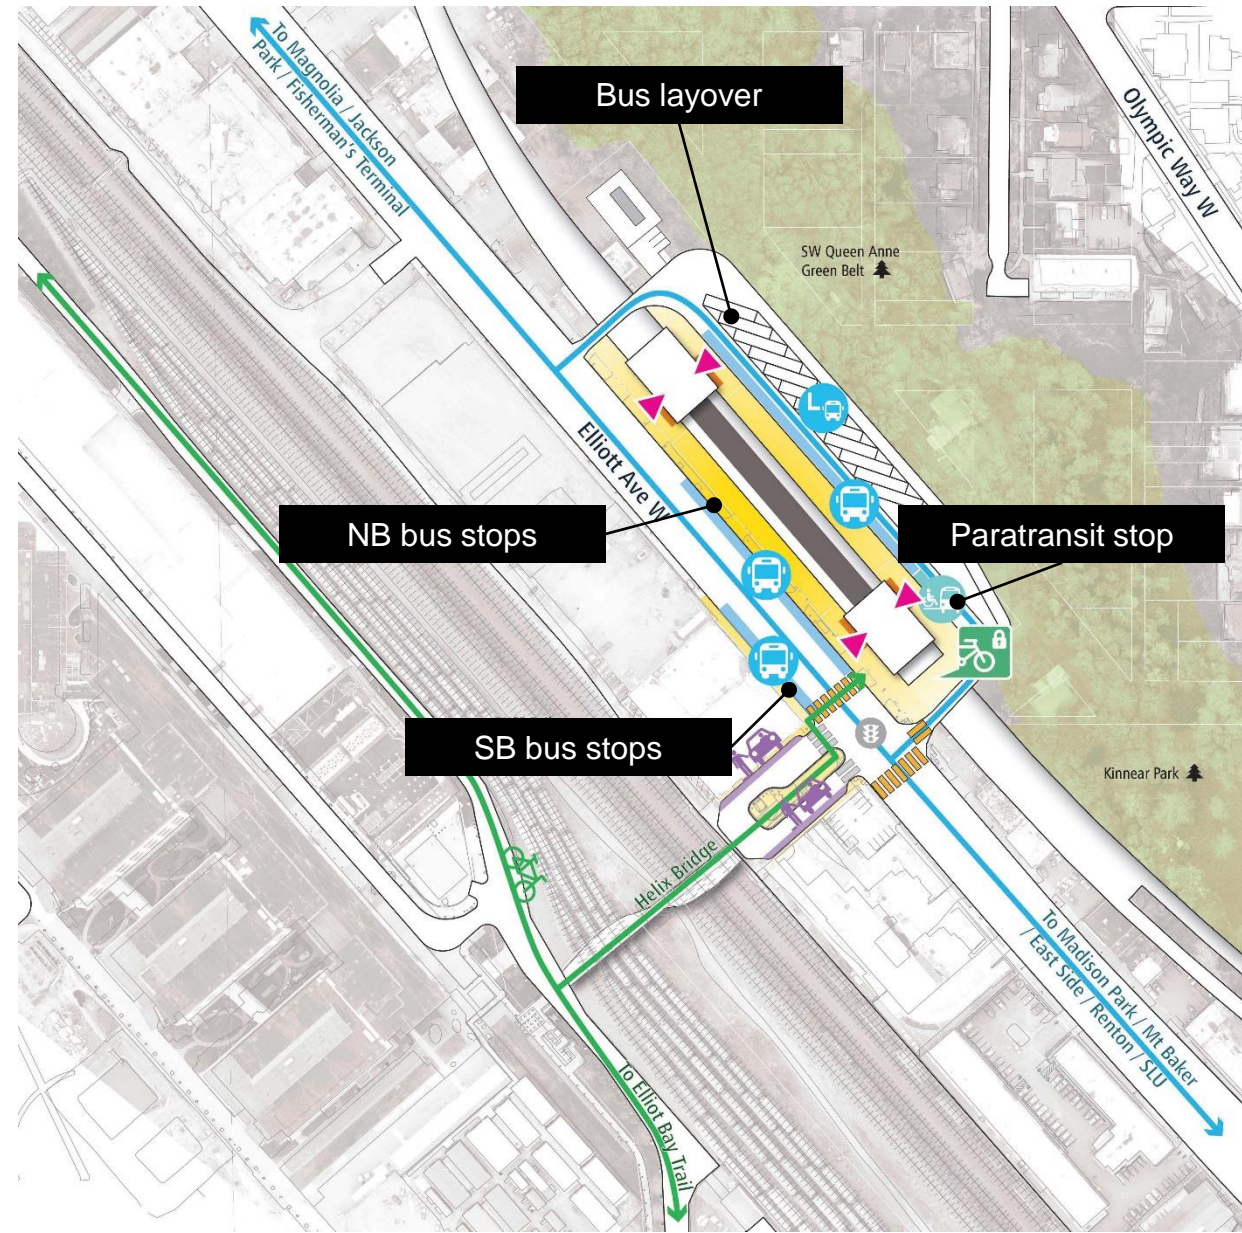 To Magnolia / Jackson
Park / Fisherman's Terminal
Bus layover
Olympic Way W
SW Queen Anne
Green Belt
L
Elliott Ave W
NB bus stops
Paratransit stop
SB bus stops
Kinnear Park
Helix Bridge
To Madison Park / Mt Baker
/ East Side / Renton / SLU
To Elliot Bay Trail